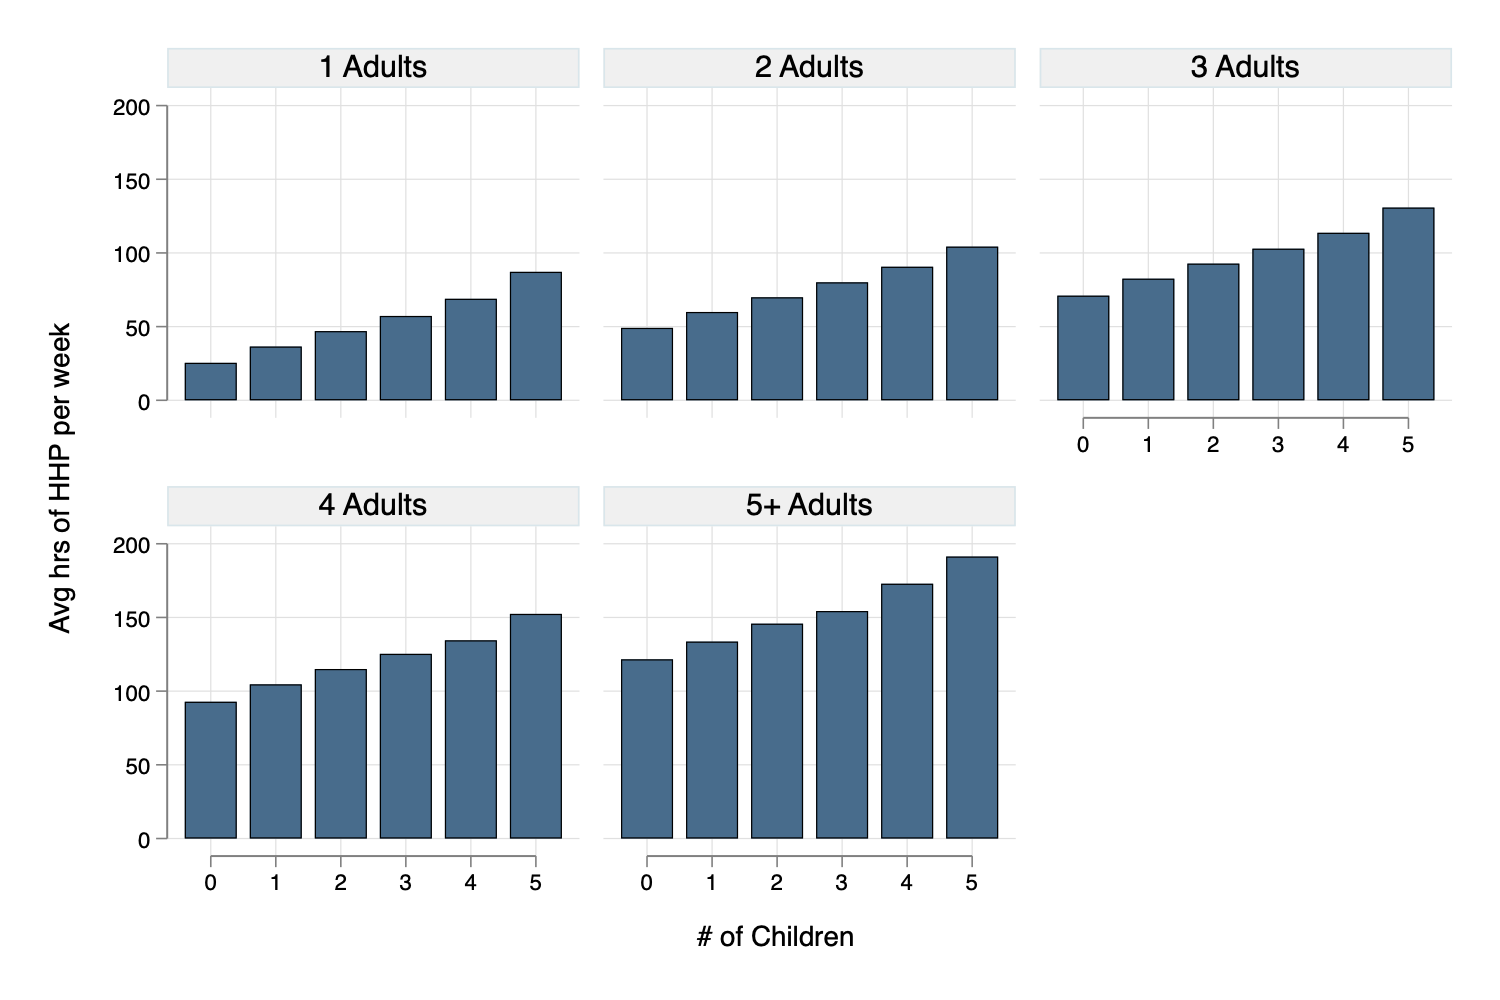 1 Adults
2 Adults
3 Adults
200
150
100
50
0
0 1 2 3 4 5
Avg hrs of HHP per week
4 Adults
5+ Adults
200
150
100
50
0
0 1 2 3 4 5
0 1 2 3 4 5
# of Children